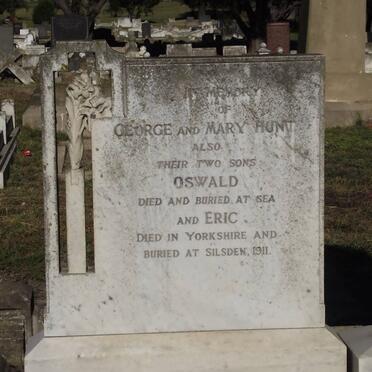 IN MEMORY
OF
GEORGE AND MARY HUNT
ALSO
THEIR TWO SONS
OSWALD
DIED AND BURIED AT SEA
AND ERIC
DIED IN YORKSHIRE AND
BURIED AT SILSDEN, 1911.